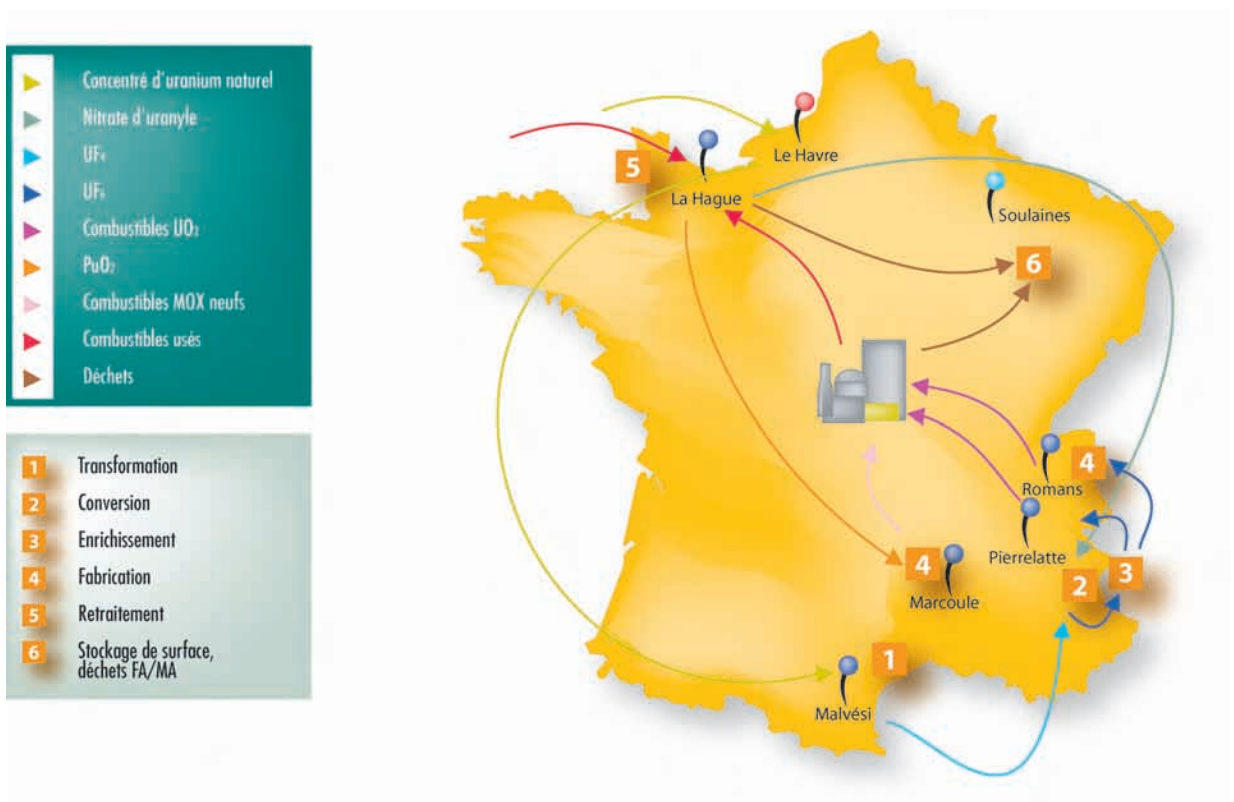 Concentré d'uranium naturel
Nitrate d'uranyle
UF₄
UF₆
Combustibles UO₂
PuO₂
Combustibles MOX neufs
Combustibles usés
Déchets
1 Transformation
2 Conversion
3 Enrichissement
4 Fabrication
5 Retraitement
6 Stockage de surface,
déchets FA/MA
Le Havre
5
La Hague
Soulaines
6
4
Romans
Pierrelatte
4
2
3
Marcoule
1
Malvési